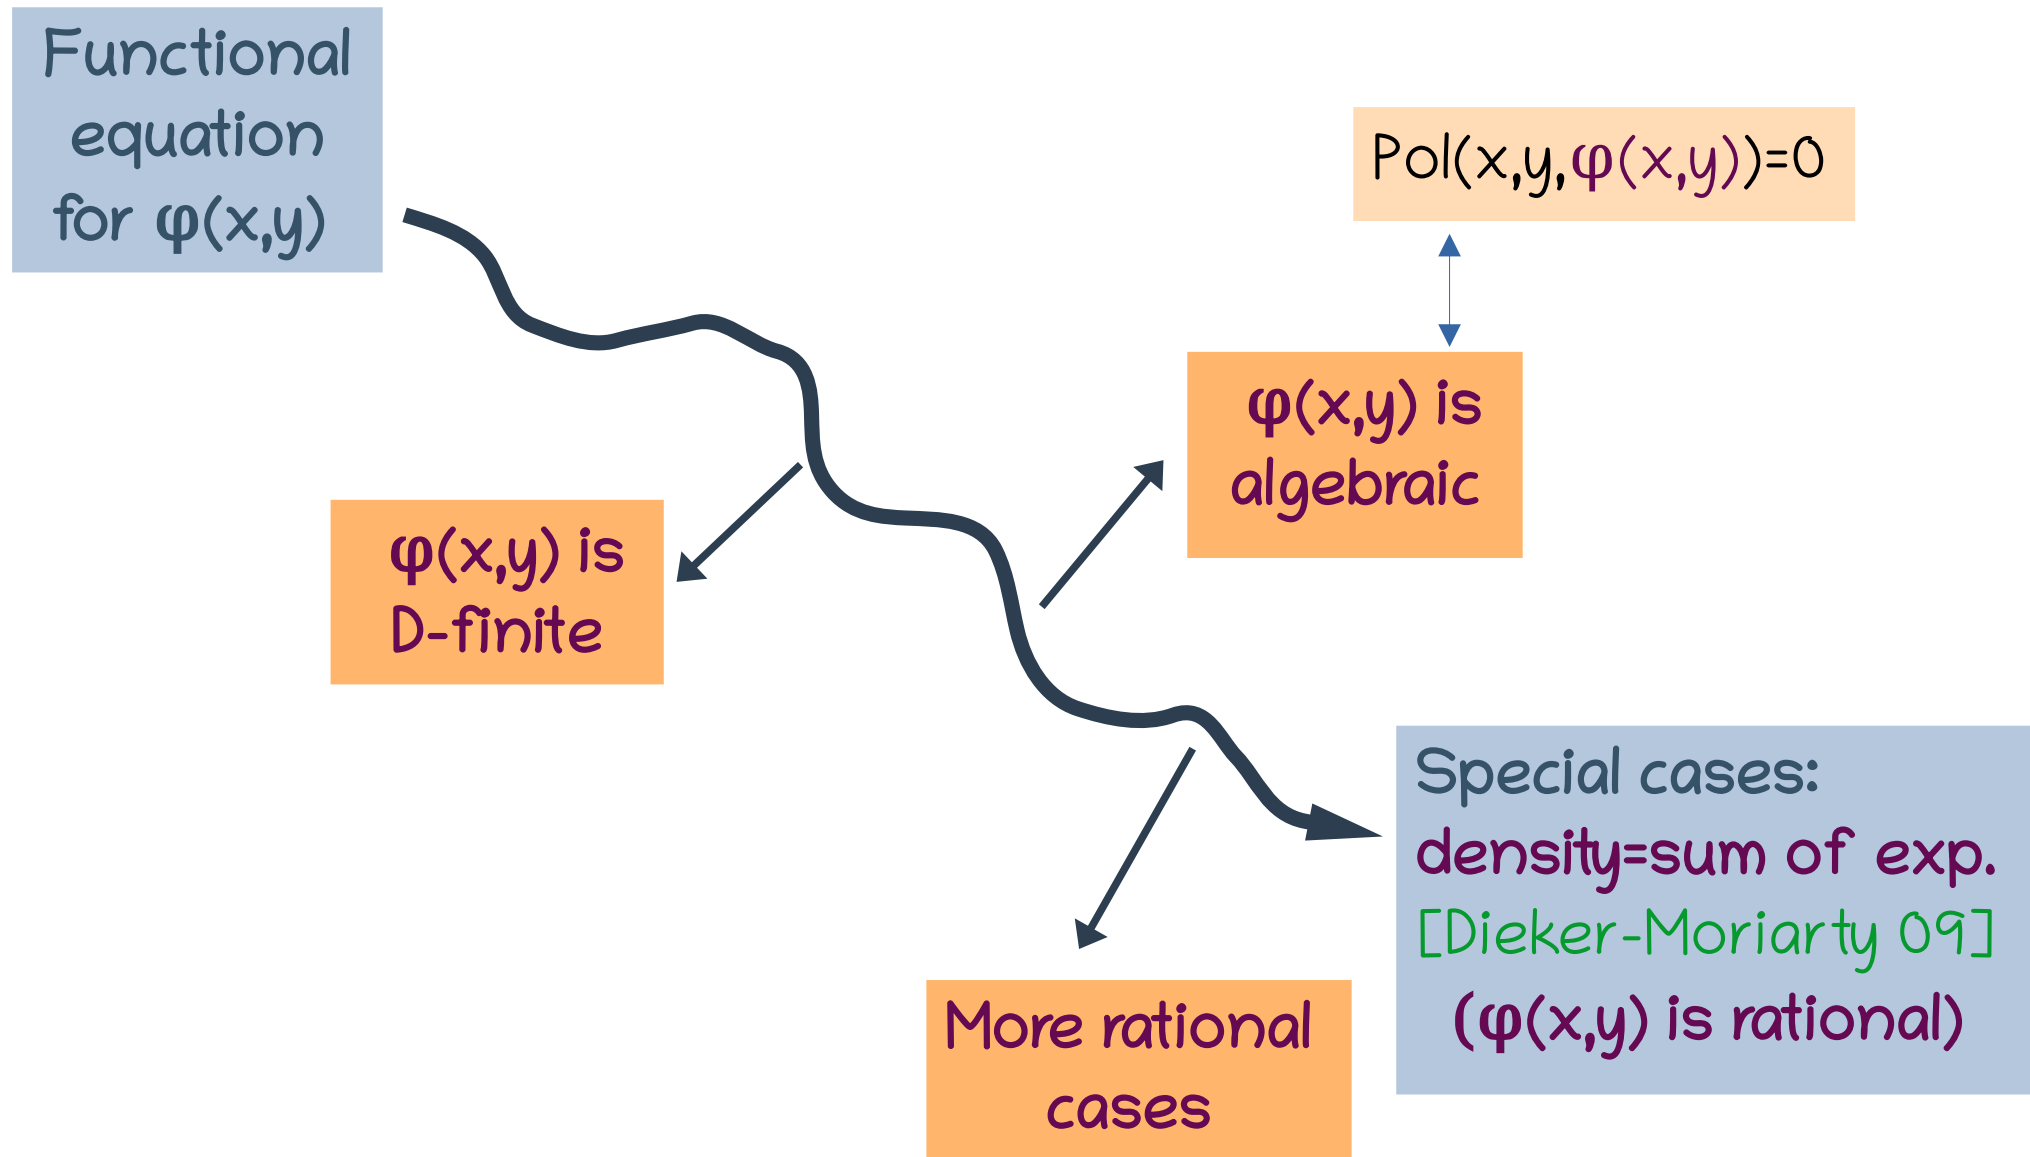 Functional
equation
for φ(x,y)
Pol(x,y,φ(x,y))=0
φ(x,y) is
algebraic
φ(x,y) is
D-finite
Special cases:
density=sum of exp.
[Dieker-Moriarty 09]
(φ(x,y) is rational)
More rational
cases